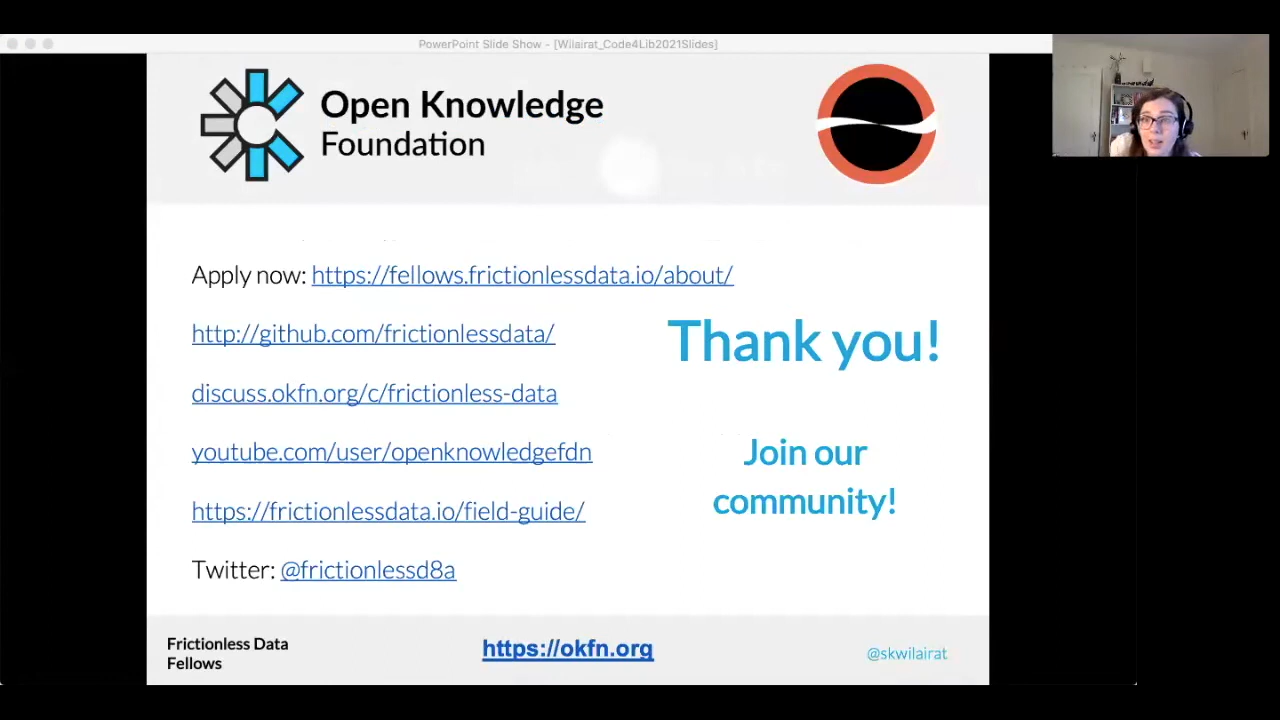 PowerPoint Slide Show - [Wilairat_Code4Lib2021Slides]
Open Knowledge
Foundation
Apply now: https://fellows.frictionlessdata.io/about/
http://github.com/frictionlessdata/
discuss.okfn.org/c/frictionless-data
youtube.com/user/openknowledgefdn
https://frictionlessdata.io/field-guide/
Twitter: @frictionlessd8a
Thank you!
Join our
community!
Frictionless Data
Fellows
https://okfn.org
@skwilairat